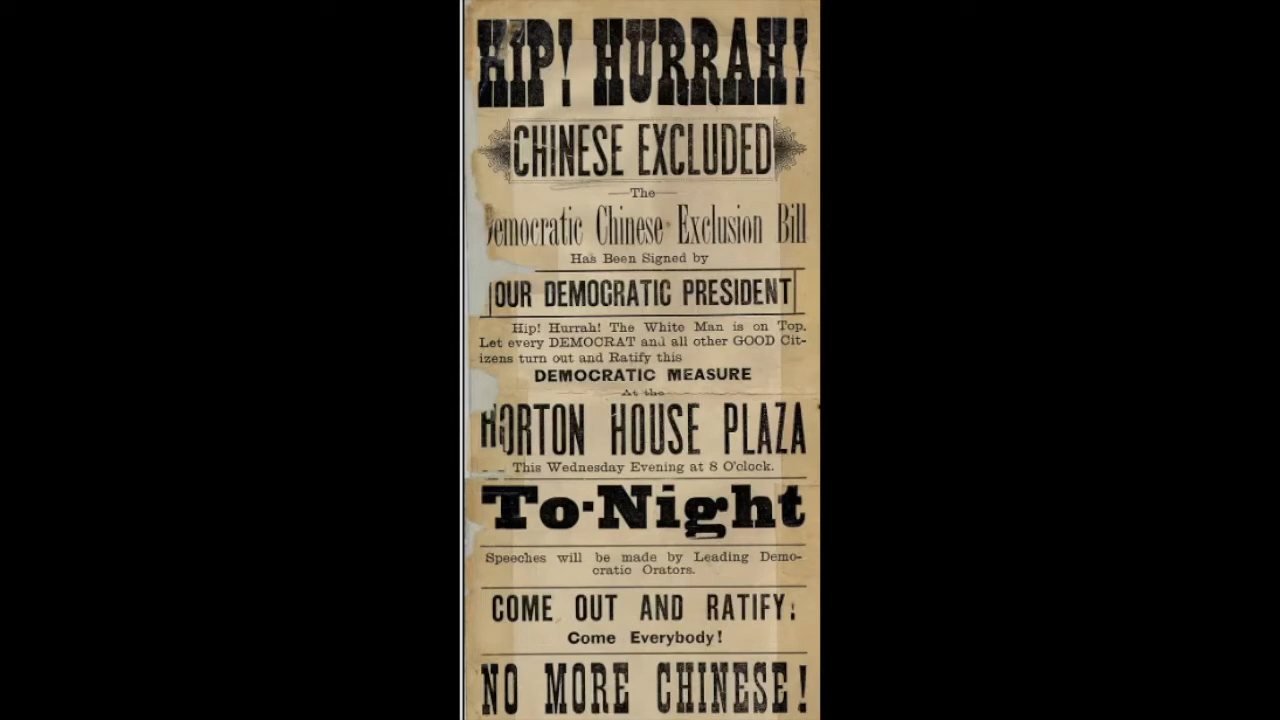 HIP! HURRAH!
CHINESE EXCLUDED
The
Democratic Chinese Exclusion Bill
Has Been Signed by
OUR DEMOCRATIC PRESIDENT
Hip! Hurrah! The White Man is on Top.
Let every DEMOCRAT and all other GOOD Cit-
izens turn out and Ratify this
DEMOCRATIC MEASURE
At the
HORTON HOUSE PLAZA
This Wednesday Evening at 8 O'clock.
To-Night
Speeches will be made by Leading Demo-
cratic Orators.
COME OUT AND RATIFY!
Come Everybody!
NO MORE CHINESE!